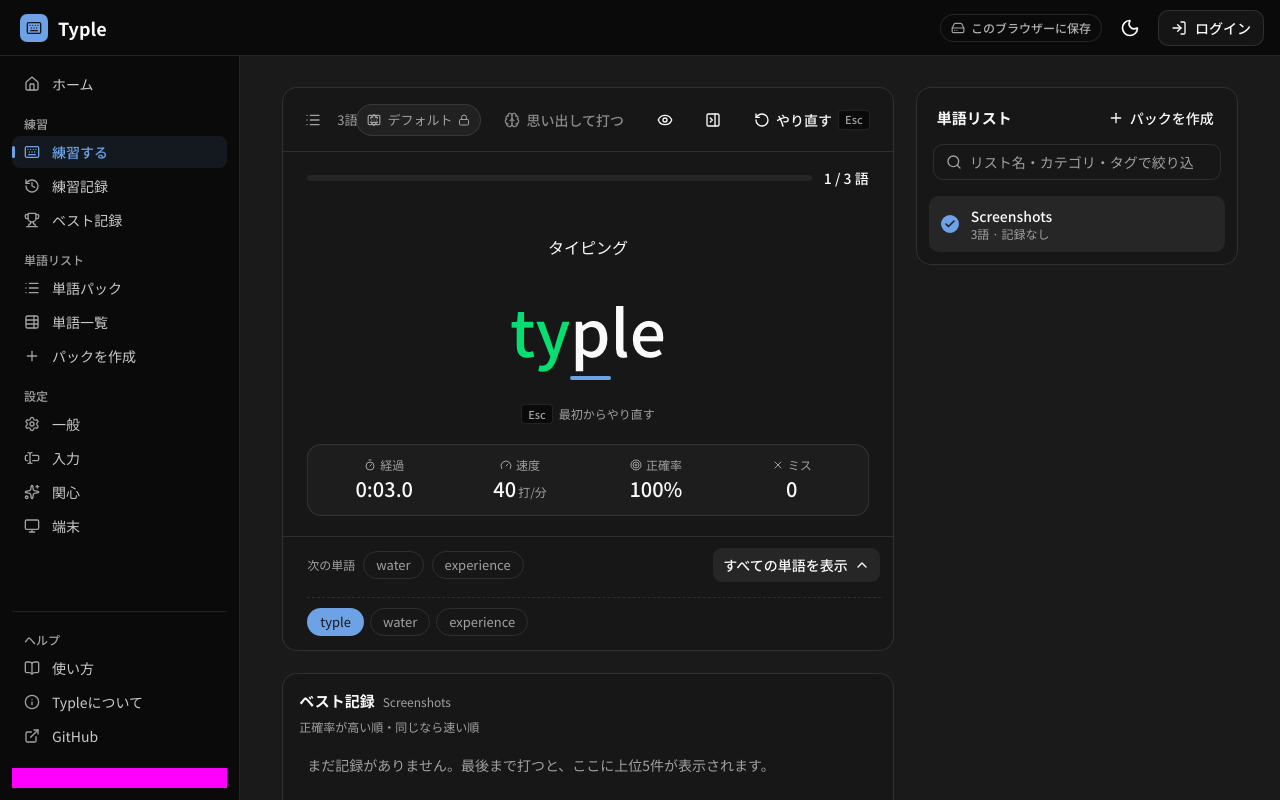 Typle
このブラウザーに保存
ログイン
ホーム
練習
練習する
練習記録
ベスト記録
単語リスト
単語パック
単語一覧
パックを作成
設定
一般
入力
関心
端末
ヘルプ
使い方
Typleについて
GitHub
3語
デフォルト
思い出して打つ
やり直す Esc
1 / 3 語
タイピング
typle
Esc 最初からやり直す
経過 速度 正確率 ミス
0:03.0 40打/分 100% 0
次の単語 water experience すべての単語を表示
typle water experience
ベスト記録 Screenshots
正確率が高い順・同じなら速い順
まだ記録がありません。最後まで打つと、ここに上位5件が表示されます。
単語リスト
パックを作成
リスト名・カテゴリ・タグで絞り込
Screenshots
3語 · 記録なし